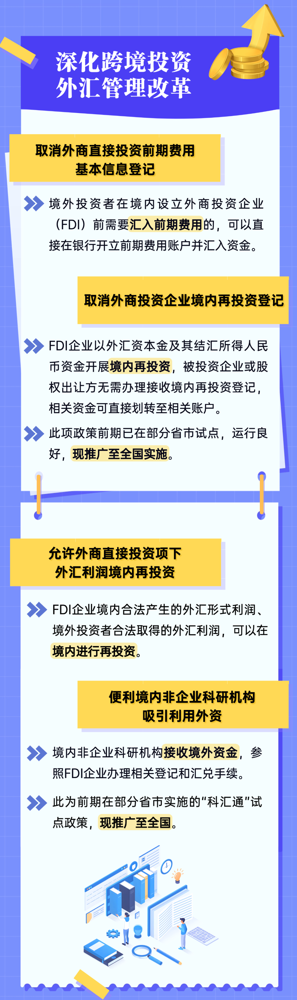 深化跨境投资
外汇管理改革
取消外商直接投资前期费用
基本信息登记
境外投资者在境内设立外商投资企业
（FDI）前需要汇入前期费用的，可以直
接在银行开立前期费用账户并汇入资金。
取消外商投资企业境内再投资登记
FDI企业以外汇资本金及其结汇所得人民
币资金开展境内再投资，被投资企业或股
权出让方无需办理接收境内再投资登记，
相关资金可直接划转至相关账户。
此项政策前期已在部分省市试点，运行良
好，现推广至全国实施。
允许外商直接投资项下
外汇利润境内再投资
FDI企业境内合法产生的外汇形式利润、
境外投资者合法取得的外汇利润，可以在
境内进行再投资。
便利境内非企业科研机构
吸引利用外资
境内非企业科研机构接收境外资金，参
照FDI企业办理相关登记和汇兑手续。
此为前期在部分省市实施的“科汇通”试
点政策，现推广至全国。